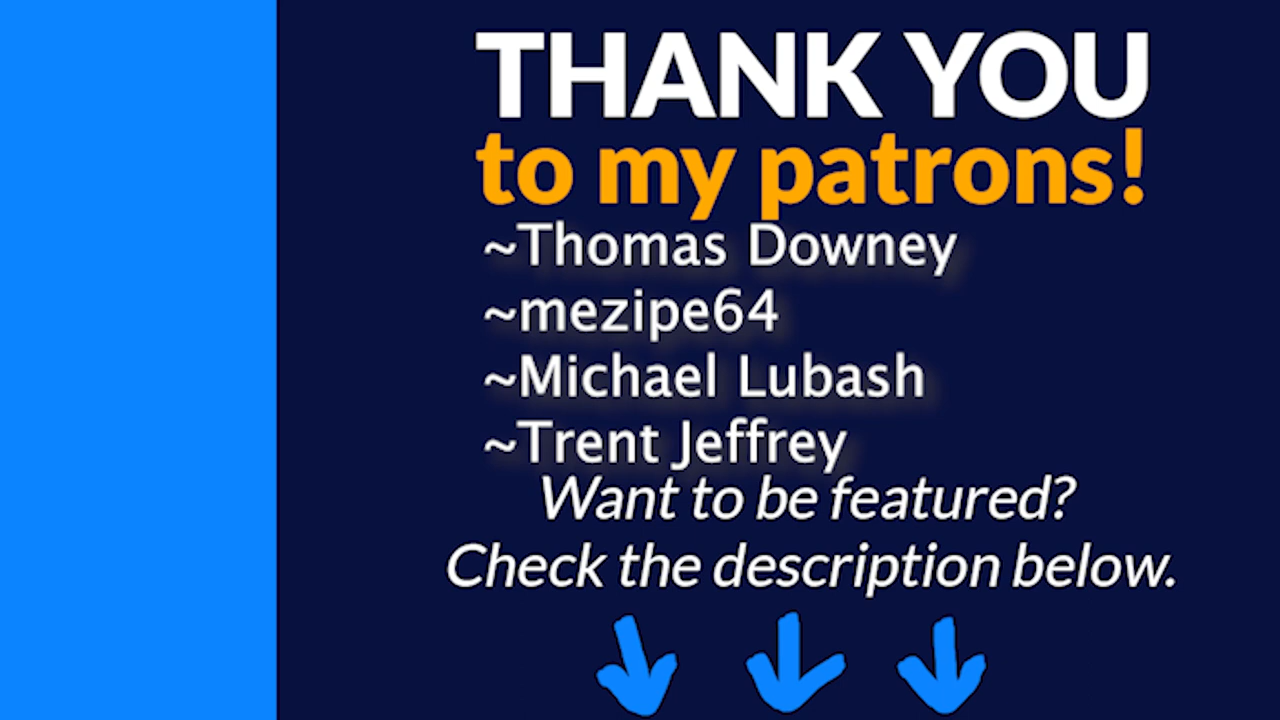 THANK YOU
to my patrons!
~Thomas Downey
~mezipe64
~Michael Lubash
~Trent Jeffrey
Want to be featured?
Check the description below.